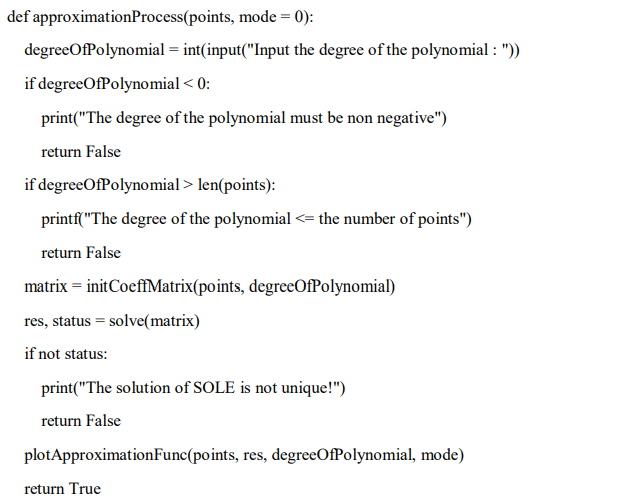 def approximationProcess(points, mode = 0):
degreeOfPolynomial = int(input("Input the degree of the polynomial : "))
if degreeOfPolynomial < 0:
print("The degree of the polynomial must be non negative")
return False
if degreeOfPolynomial > len(points):
printf("The degree of the polynomial <= the number of points")
return False
matrix = initCoeffMatrix(points, degreeOfPolynomial)
res, status = solve(matrix)
if not status:
print("The solution of SOLE is not unique!")
return False
plotApproximationFunc(points, res, degreeOfPolynomial, mode)
return True